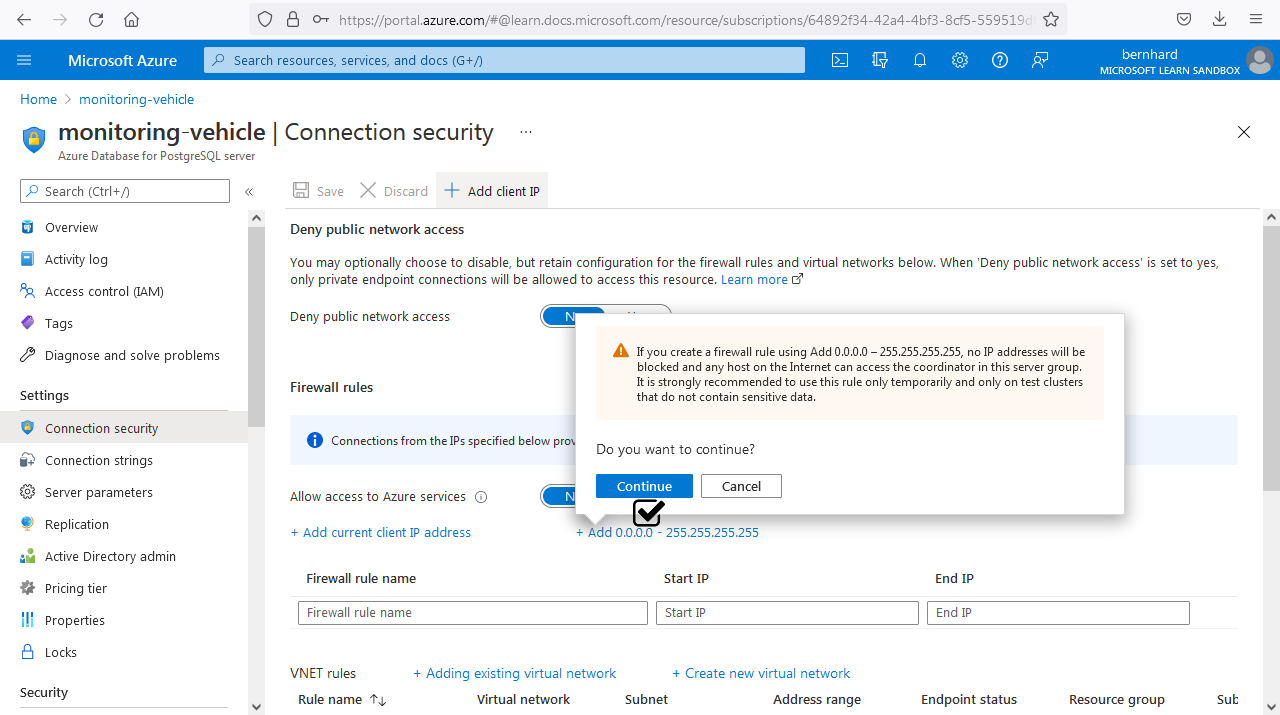 https://portal.azure.com/#@learn.docs.microsoft.com/resource/subscriptions/64892f34-42a4-4bf3-8cf5-559519d
Microsoft Azure
Search resources, services, and docs (G+/)
bernhard
MICROSOFT LEARN SANDBOX
Home > monitoring-vehicle
monitoring-vehicle | Connection security ...
Azure Database for PostgreSQL server
Search (Ctrl+/)
«
Save
Discard
+ Add client IP
Overview
Activity log
Access control (IAM)
Tags
Diagnose and solve problems
Settings
Connection security
Connection strings
Server parameters
Replication
Active Directory admin
Pricing tier
Properties
Locks
Security
Deny public network access
You may optionally choose to disable, but retain configuration for the firewall rules and virtual networks below. When 'Deny public network access' is set to yes,
only private endpoint connections will be allowed to access this resource. Learn more
Deny public network access
If you create a firewall rule using Add 0.0.0.0 – 255.255.255.255, no IP addresses will be
blocked and any host on the Internet can access the coordinator in this server group.
It is strongly recommended to use this rule only temporarily and only on test clusters
that do not contain sensitive data.
Do you want to continue?
Continue
Cancel
Firewall rules
Connections from the IPs specified below prov
Allow access to Azure services
+ Add current client IP address
+ Add 0.0.0.0 - 255.255.255.255
Firewall rule name
Start IP
End IP
Firewall rule name
Start IP
End IP
VNET rules
+ Adding existing virtual network
+ Create new virtual network
Rule name
Virtual network
Subnet
Address range
Endpoint status
Resource group
Sub